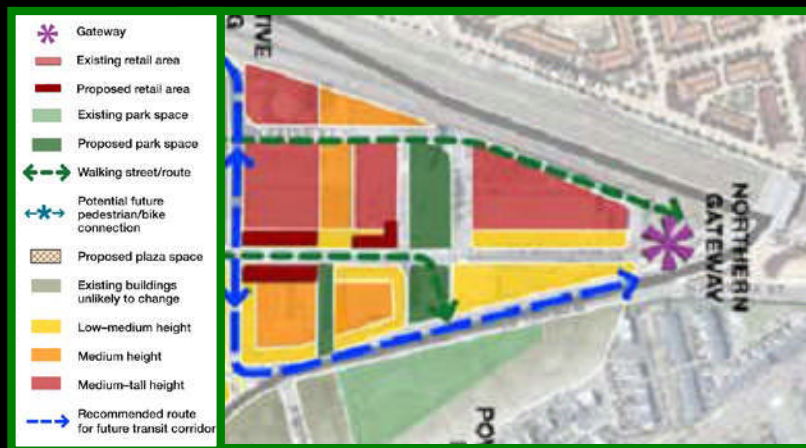 Gateway
Existing retail area
Proposed retail area
Existing park space
Proposed park space
Walking street/route
Potential future
pedestrian/bike
connection
Proposed plaza space
Existing buildings
unlikely to change
Low–medium height
Medium height
Medium–tall height
Recommended route
for future transit corridor
TIVE
G
NORTHERN
GATEWAY